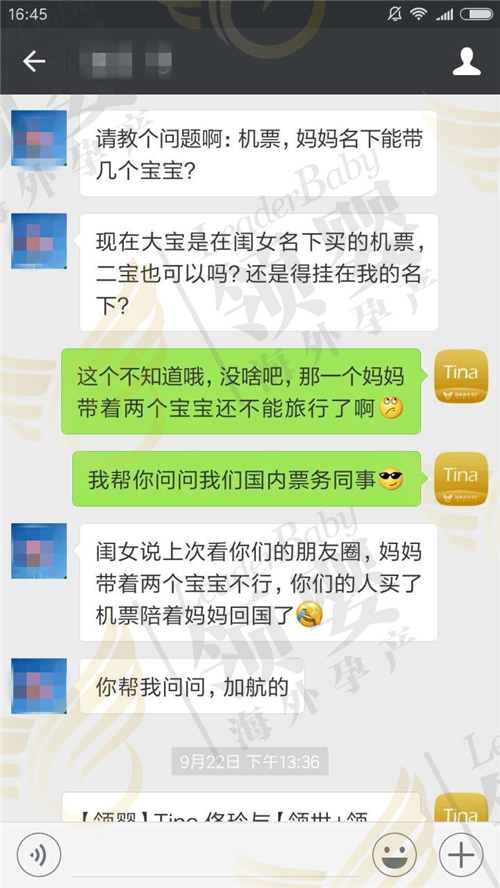 16:45
请教个问题啊:机票,妈妈名下能带
几个宝宝?
现在大宝是在闺女名下买的机票,
二宝也可以吗?还是得挂在我的名
下?
这个不知道哦,没啥吧,那一个妈妈
带着两个宝宝还不能旅行了啊
Tina
我帮你问问我们国内票务同事
Tina
闺女说上次看你们的朋友圈,妈妈
带着两个宝宝不行,你们的人买了
机票陪着妈妈回国了
你帮我问问,加航的
9月22日 下午13:36
【领婴】Tina 佟玲与【领世+领
Tina
LeaderBaby
领婴
海外孕产
LeaderBaby
领婴
海外孕产